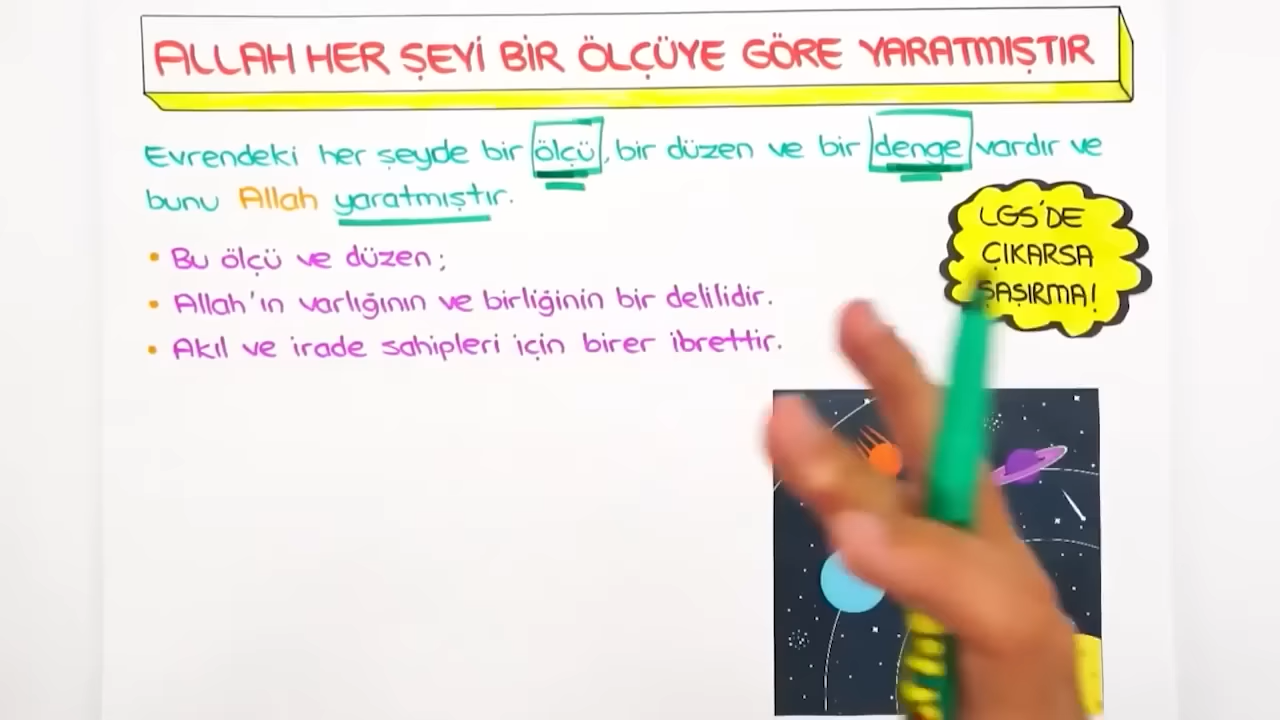 ALLAH HER ŞEYİ BİR ÖLÇÜYE GÖRE YARATMIŞTIR
Evrendeki her şeyde bir ölçü, bir düzen ve bir denge vardır ve
bunu Allah yaratmıştır.
• Bu ölçü ve düzen;
• Allah'ın varlığının ve birliğinin bir delilidir.
• Akıl ve irade sahipleri için birer ibrettir.
LGS'DE
ÇIKARSA
ŞAŞIRMA!